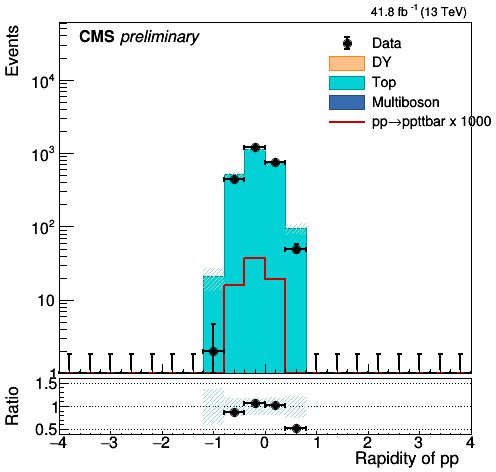 41.8 fb⁻¹ (13 TeV)
CMS preliminary
Events
Data
DY
Top
Multiboson
pp→ppttbar x 1000
10⁴
10³
10²
10
1
Ratio
1.5
1
0.5
−4 −3 −2 −1 0 1 2 3 4
Rapidity of pp